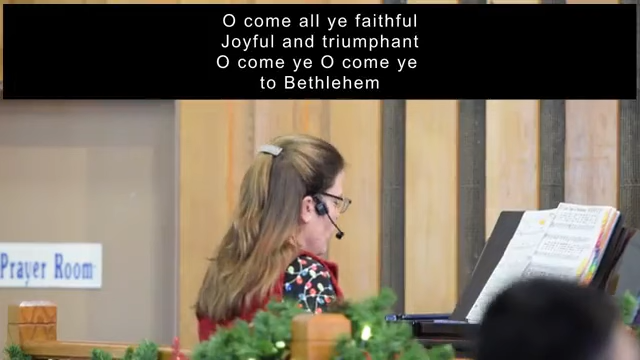 O come all ye faithful
Joyful and triumphant
O come ye O come ye
to Bethlehem
Prayer Room